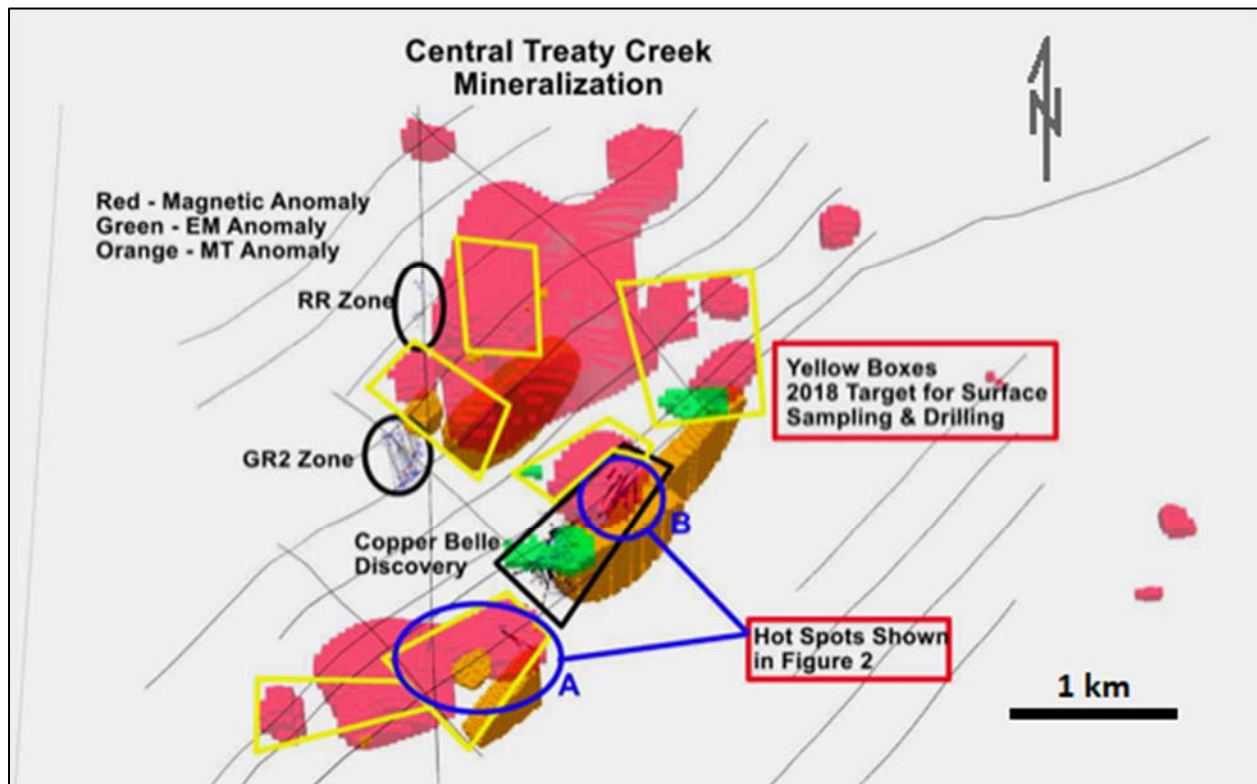 Central Treaty Creek
Mineralization
N
Red - Magnetic Anomaly
Green - EM Anomaly
Orange - MT Anomaly
RR Zone
Yellow Boxes
2018 Target for Surface
Sampling & Drilling
GR2 Zone
B
Copper Belle
Discovery
Hot Spots Shown
in Figure 2
A
1 km